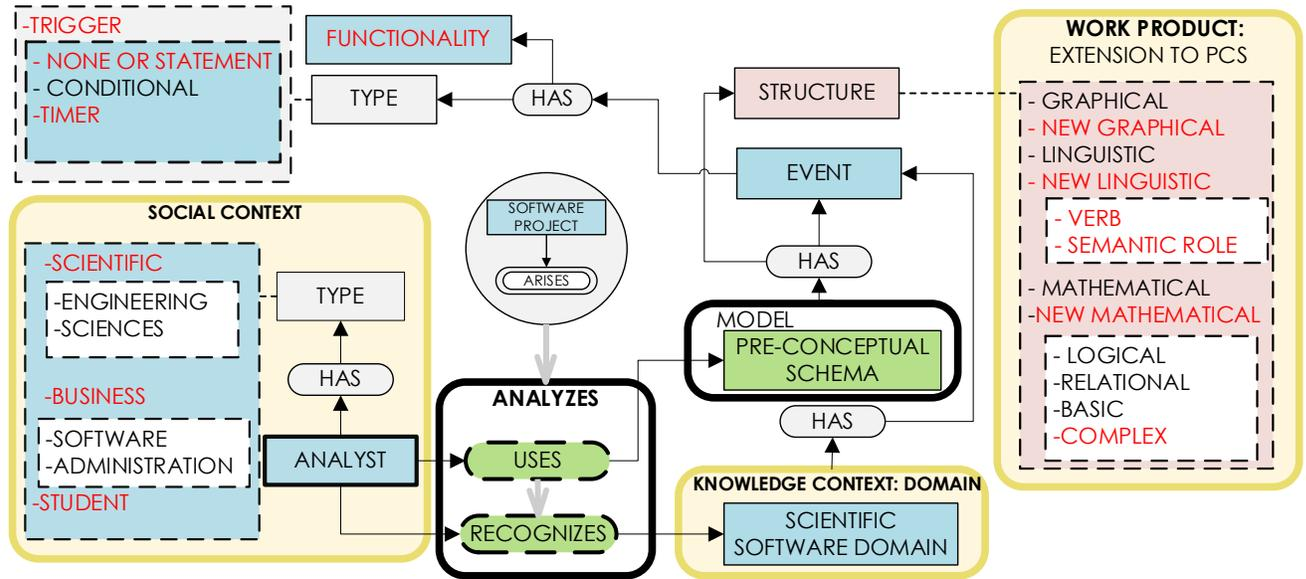 -TRIGGER
- NONE OR STATEMENT
- CONDITIONAL
-TIMER
FUNCTIONALITY
TYPE
HAS
STRUCTURE
EVENT
HAS
WORK PRODUCT:
EXTENSION TO PCS
- GRAPHICAL
- NEW GRAPHICAL
- LINGUISTIC
- NEW LINGUISTIC
- VERB
- SEMANTIC ROLE
- MATHEMATICAL
-NEW MATHEMATICAL
- LOGICAL
-RELATIONAL
-BASIC
-COMPLEX
SOCIAL CONTEXT
-SCIENTIFIC
-ENGINEERING
-SCIENCES
-BUSINESS
-SOFTWARE
-ADMINISTRATION
-STUDENT
TYPE
HAS
ANALYST
SOFTWARE
PROJECT
ARISES
ANALYZES
USES
RECOGNIZES
MODEL
PRE-CONCEPTUAL
SCHEMA
HAS
KNOWLEDGE CONTEXT: DOMAIN
SCIENTIFIC
SOFTWARE DOMAIN